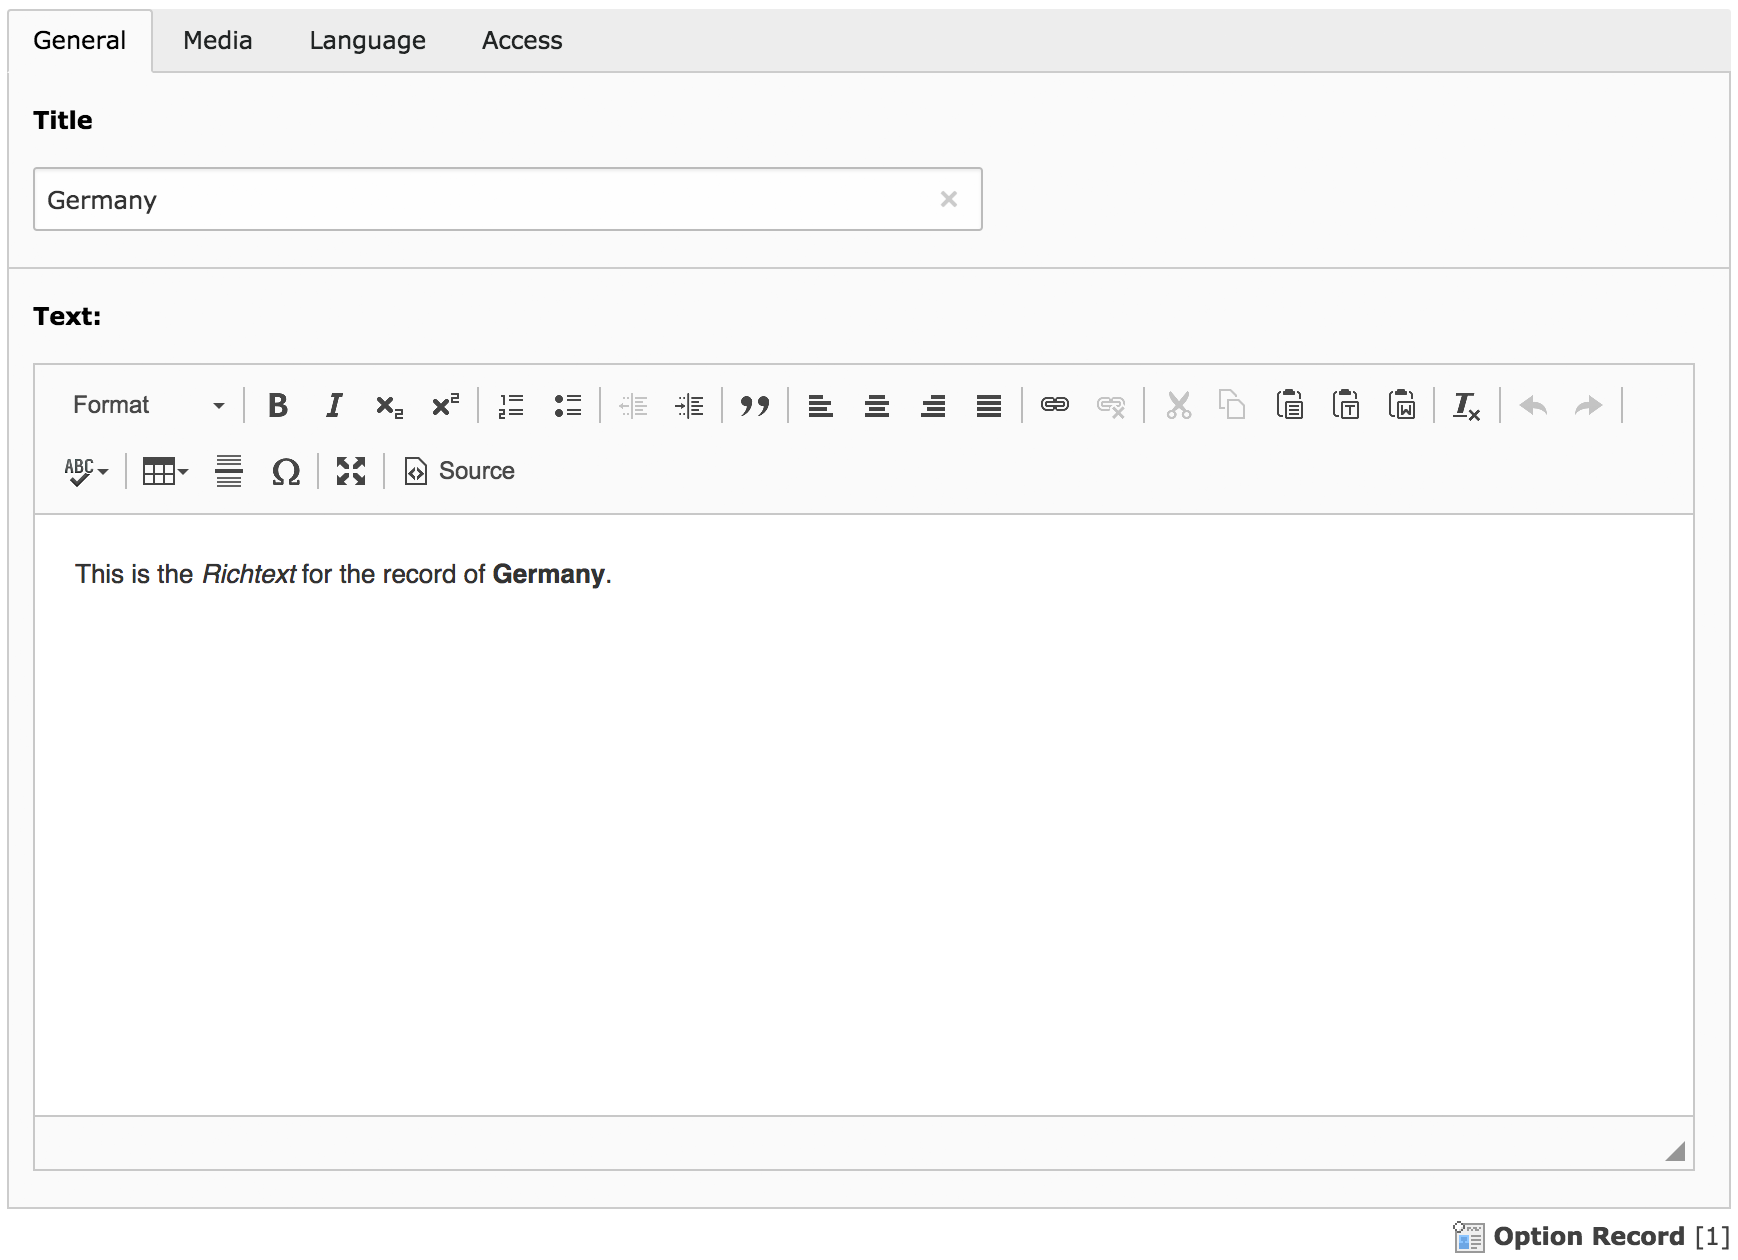 General Media Language Access
Title
Germany
Text:
Format
ABC Source
This is the Richtext for the record of Germany.
Option Record [1]